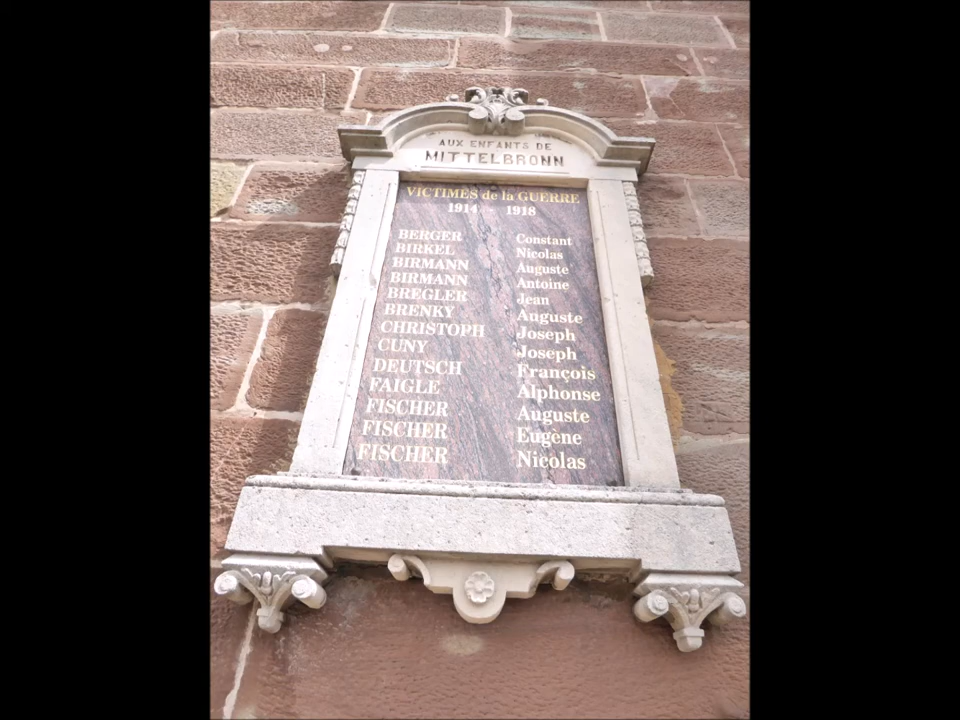 AUX ENFANTS DE
MITTELBRONN
VICTIMES de la GUERRE
1914 - 1918
BERGER Constant
BIRKEL Nicolas
BIRMANN Auguste
BIRMANN Antoine
BREGLER Jean
BRENKY Auguste
CHRISTOPH Joseph
CUNY Joseph
DEUTSCH François
FAIGLE Alphonse
FISCHER Auguste
FISCHER Eugène
FISCHER Nicolas